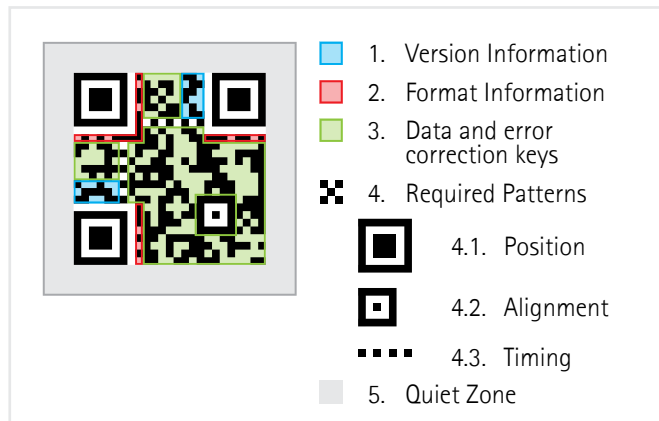 1. Version Information
2. Format Information
3. Data and error
correction keys
4. Required Patterns
4.1. Position
4.2. Alignment
4.3. Timing
5. Quiet Zone